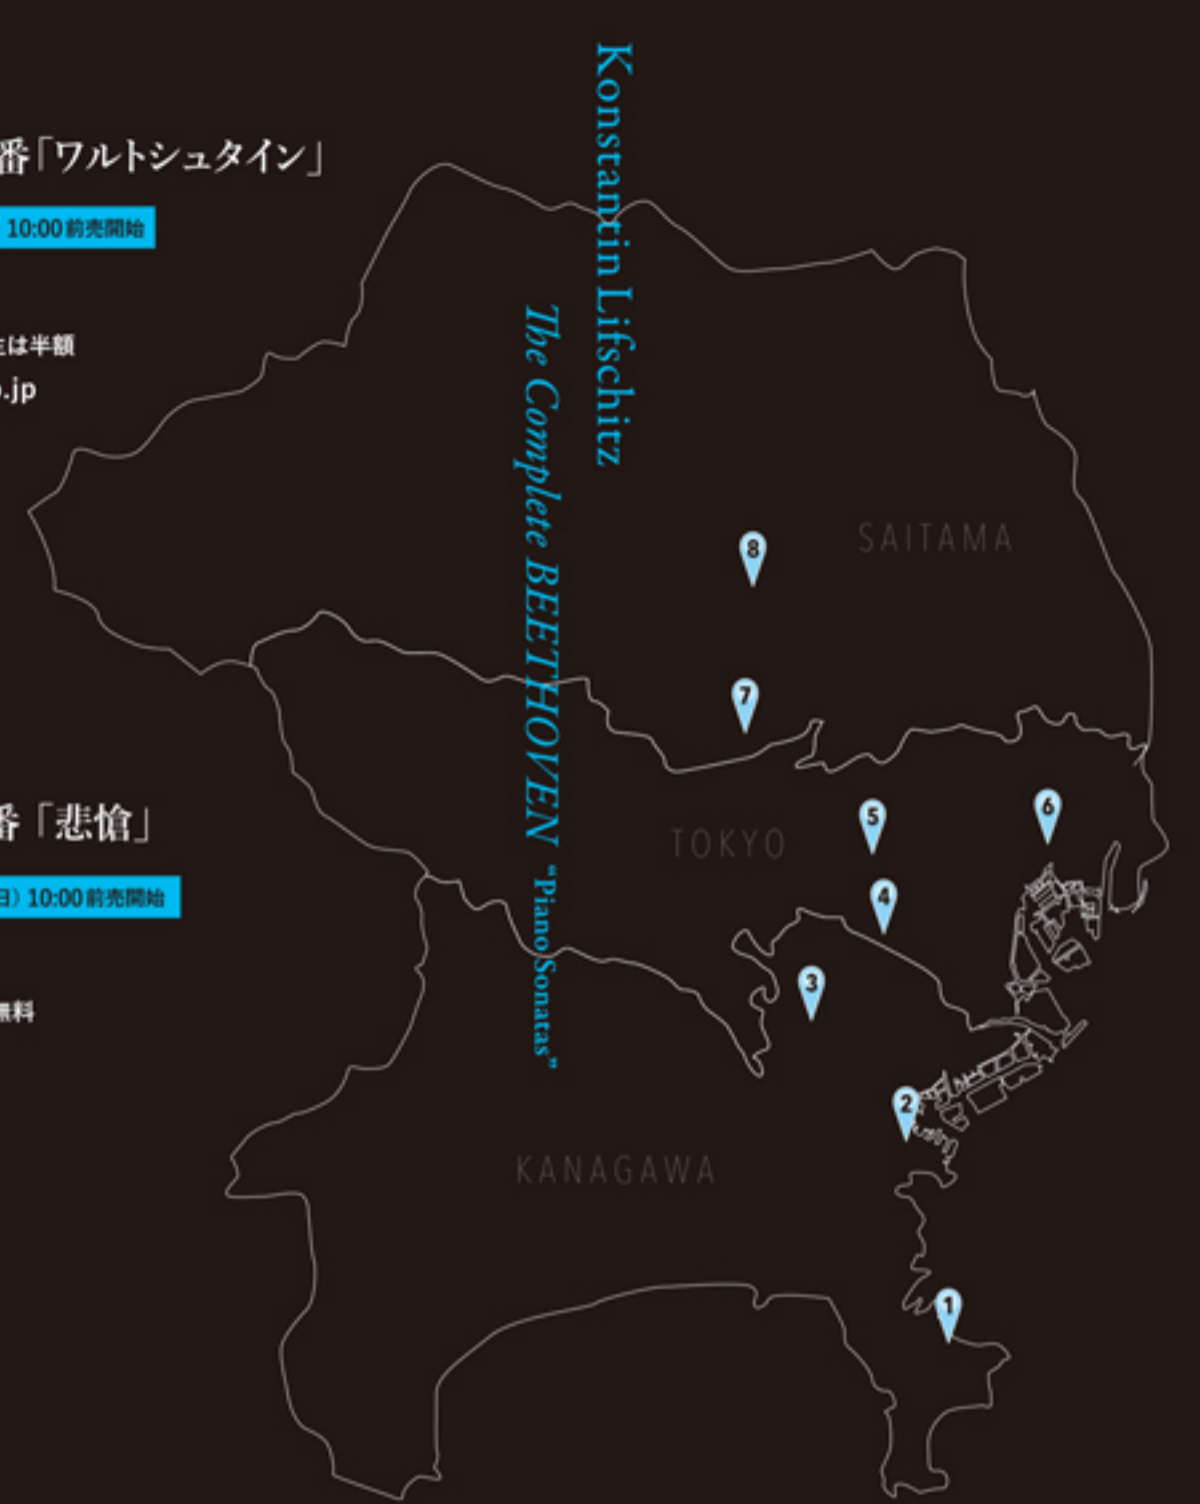 番「ワルトシュタイン」
10:00前売開始
生は半額
.jp
番「悲愴」
日）10:00前売開始
無料
Konstantin Lifschitz
The Complete BEETHOVEN “Piano Sonatas”
SAITAMA
8
7
TOKYO
6
5
4
3
2
KANAGAWA
1